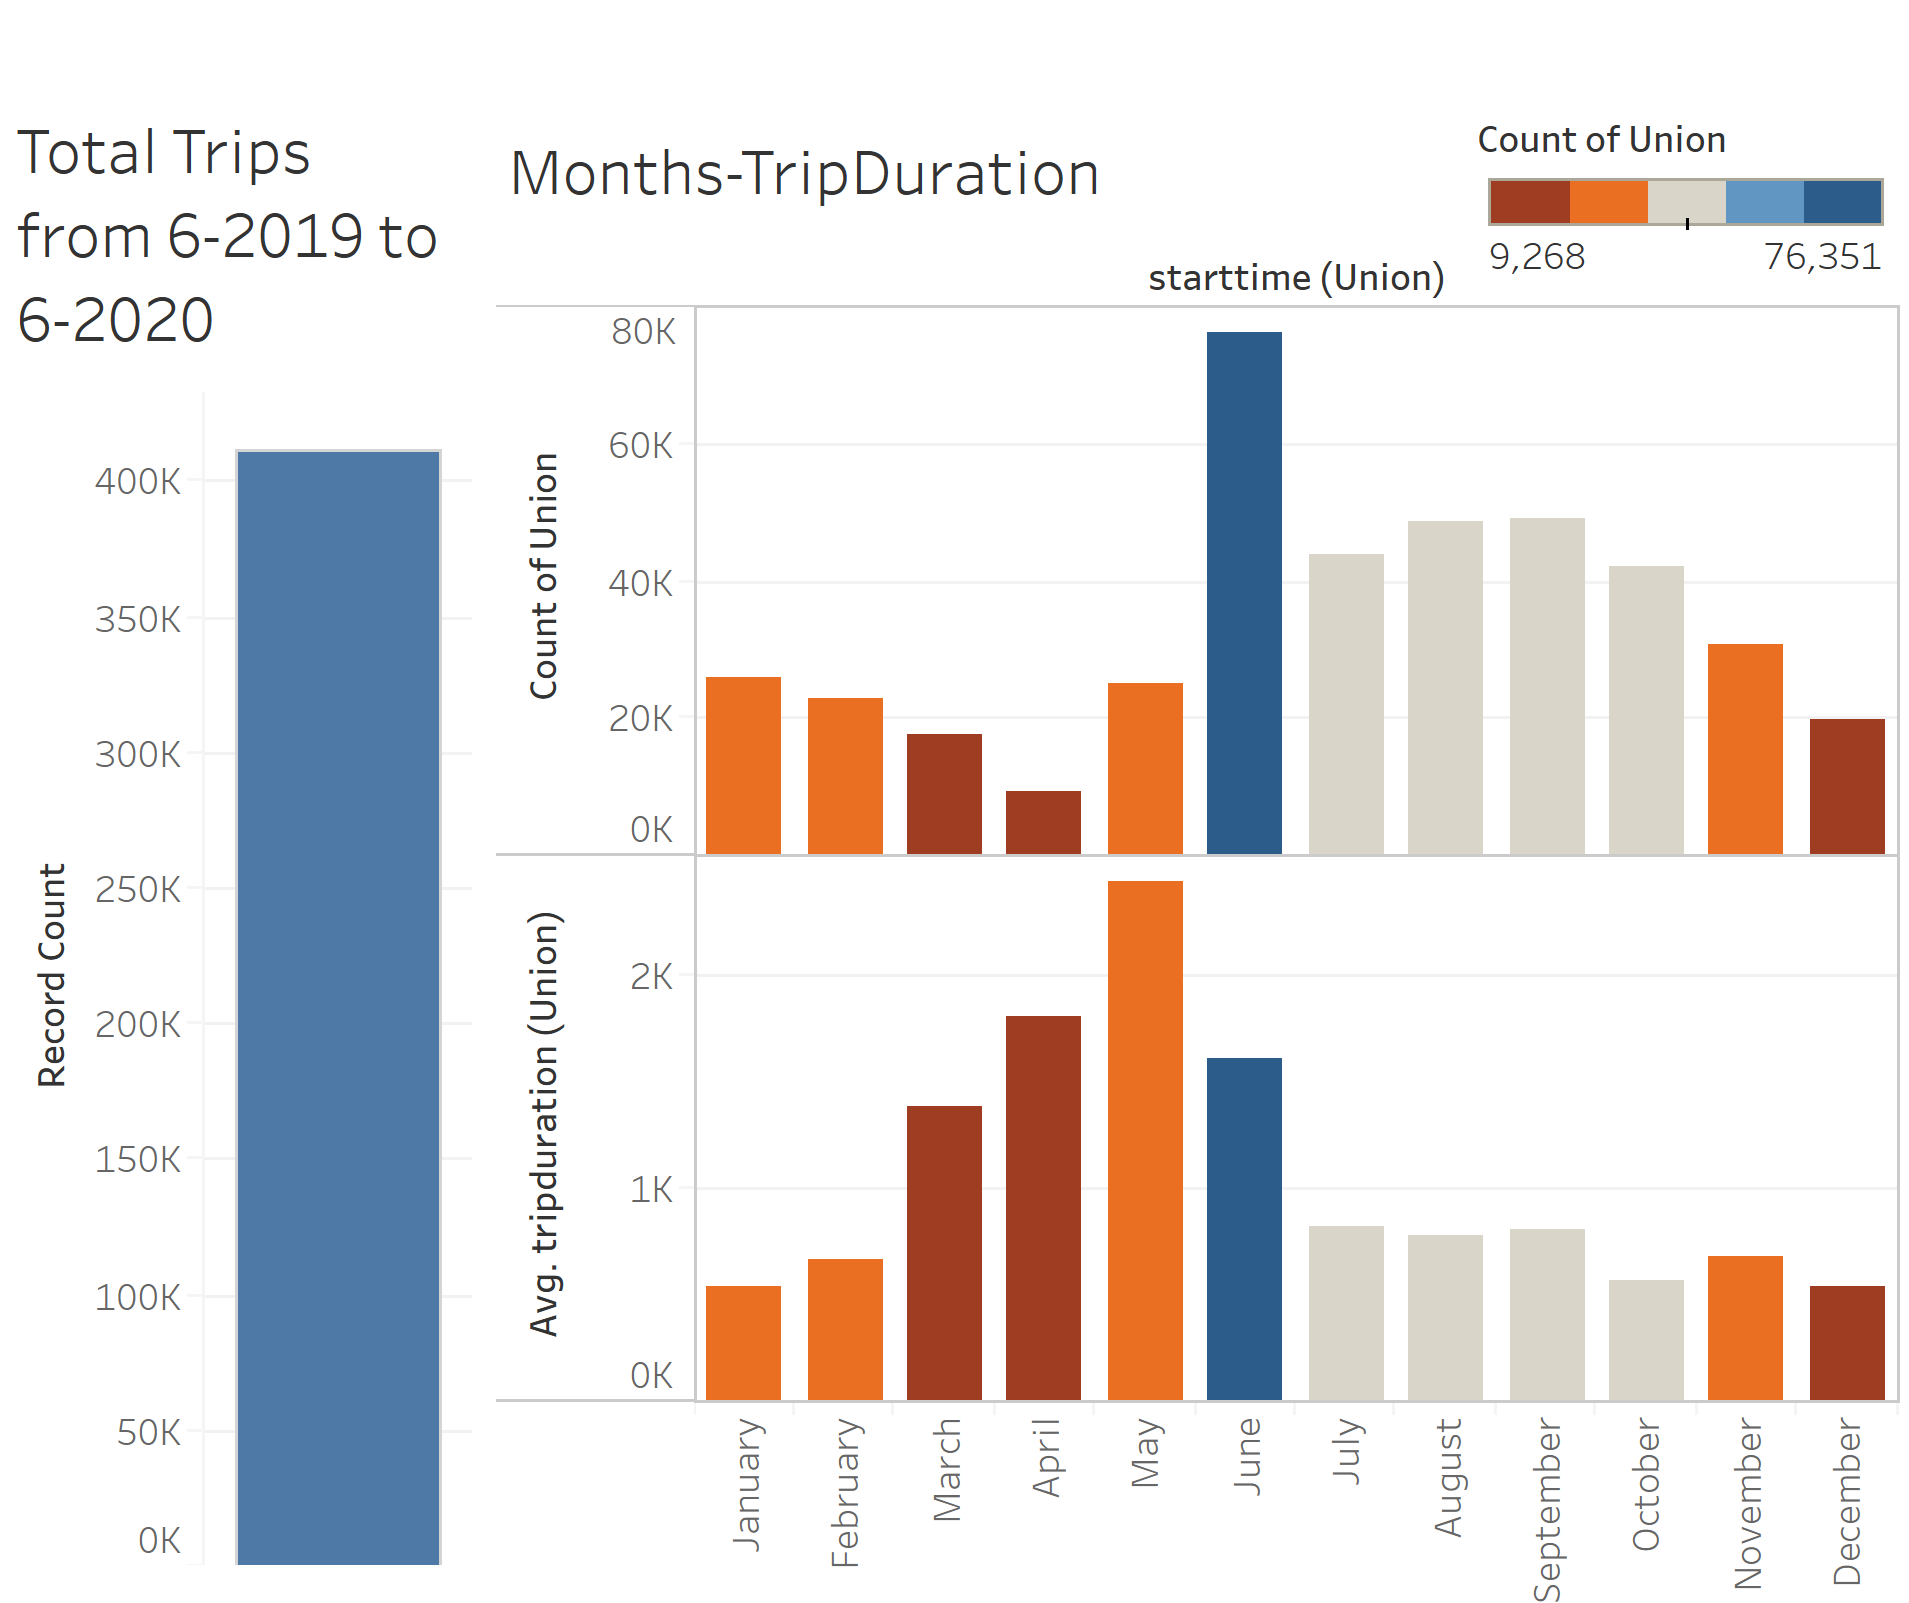 Total Trips
from 6-2019 to
6-2020
Record Count
400K
350K
300K
250K
200K
150K
100K
50K
0K
Months-TripDuration
Count of Union
9,268 76,351
starttime (Union)
Count of Union
80K
60K
40K
20K
0K
Avg. tripduration (Union)
2K
1K
0K
January
February
March
April
May
June
July
August
September
October
November
December